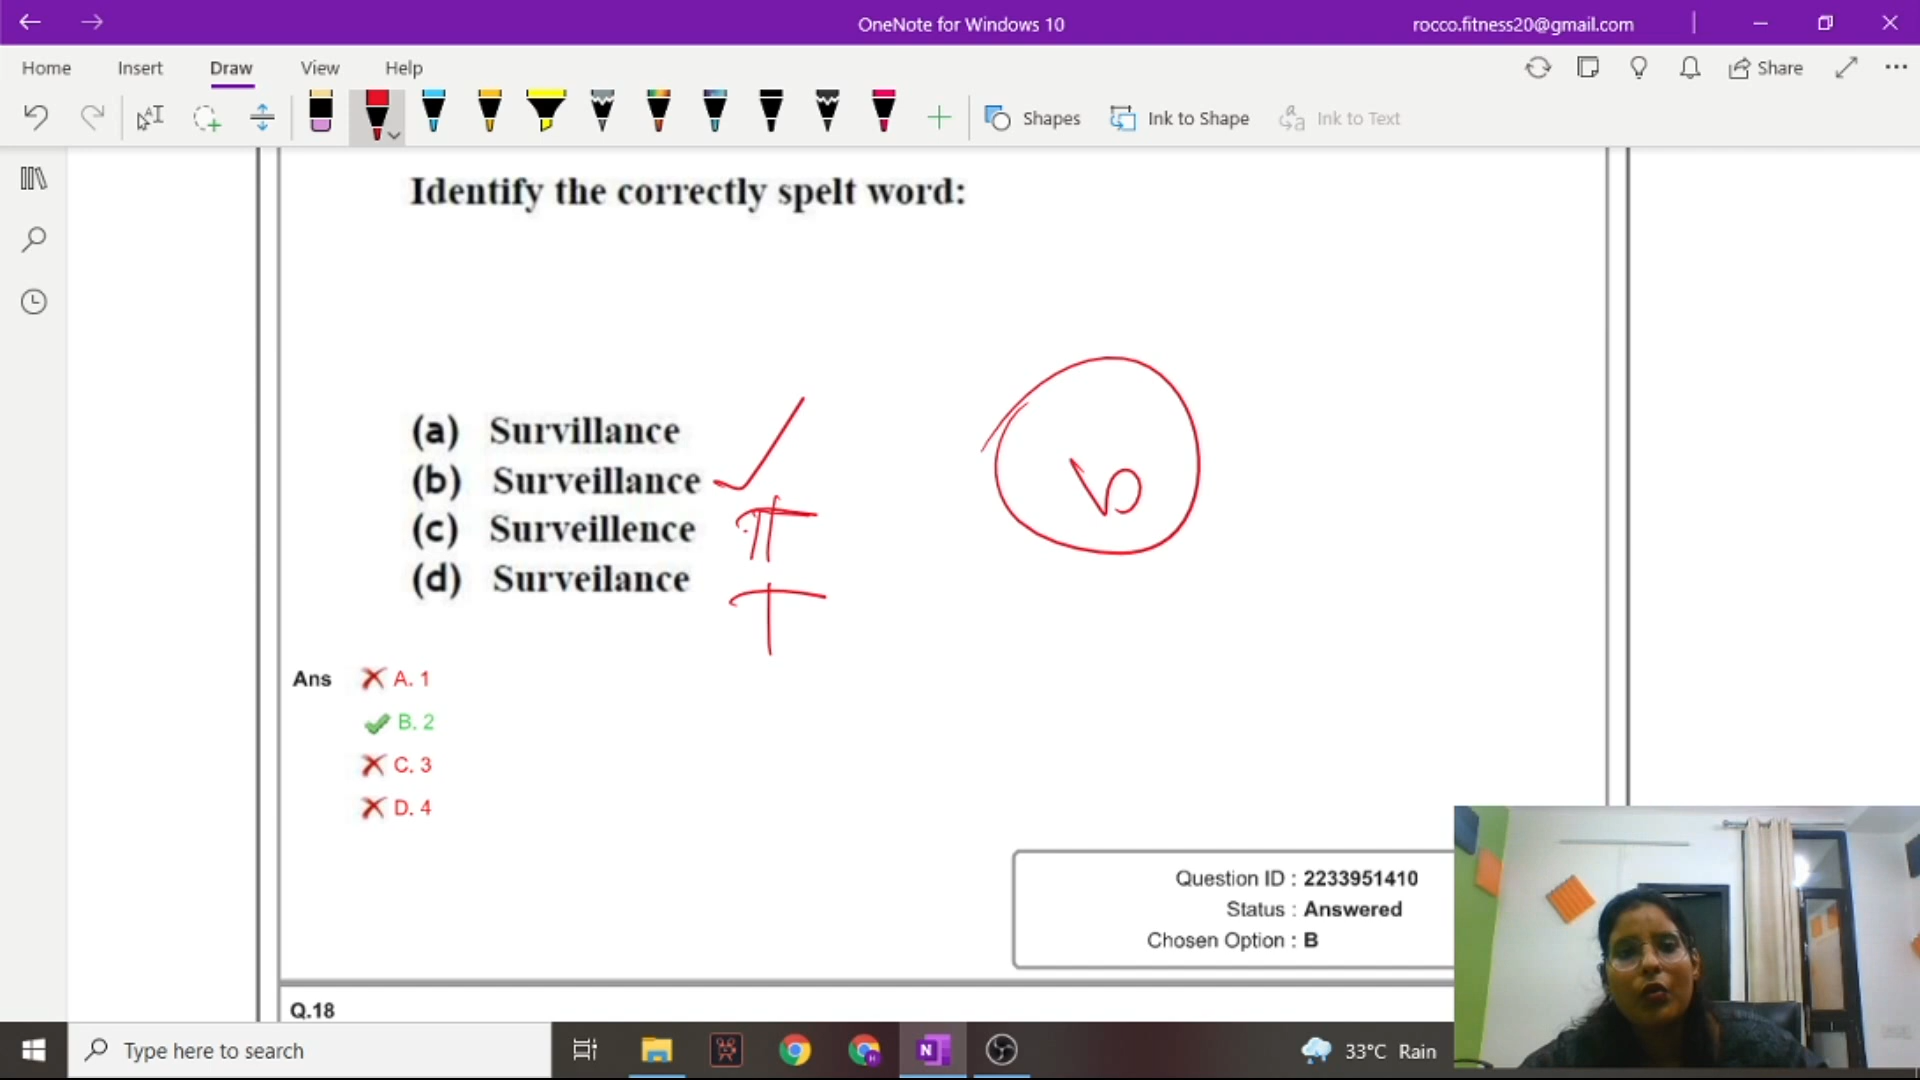 OneNote for Windows 10
rocco.fitness20@gmail.com
Home Insert Draw View Help
Share
Shapes Ink to Shape Ink to Text
Identify the correctly spelt word:
(a) Survillance
(b) Surveillance
(c) Surveillence
(d) Surveilance
b
Ans A. 1
B. 2
C. 3
D. 4
Question ID : 2233951410
Status : Answered
Chosen Option : B
Q.18
Type here to search
33°C Rain